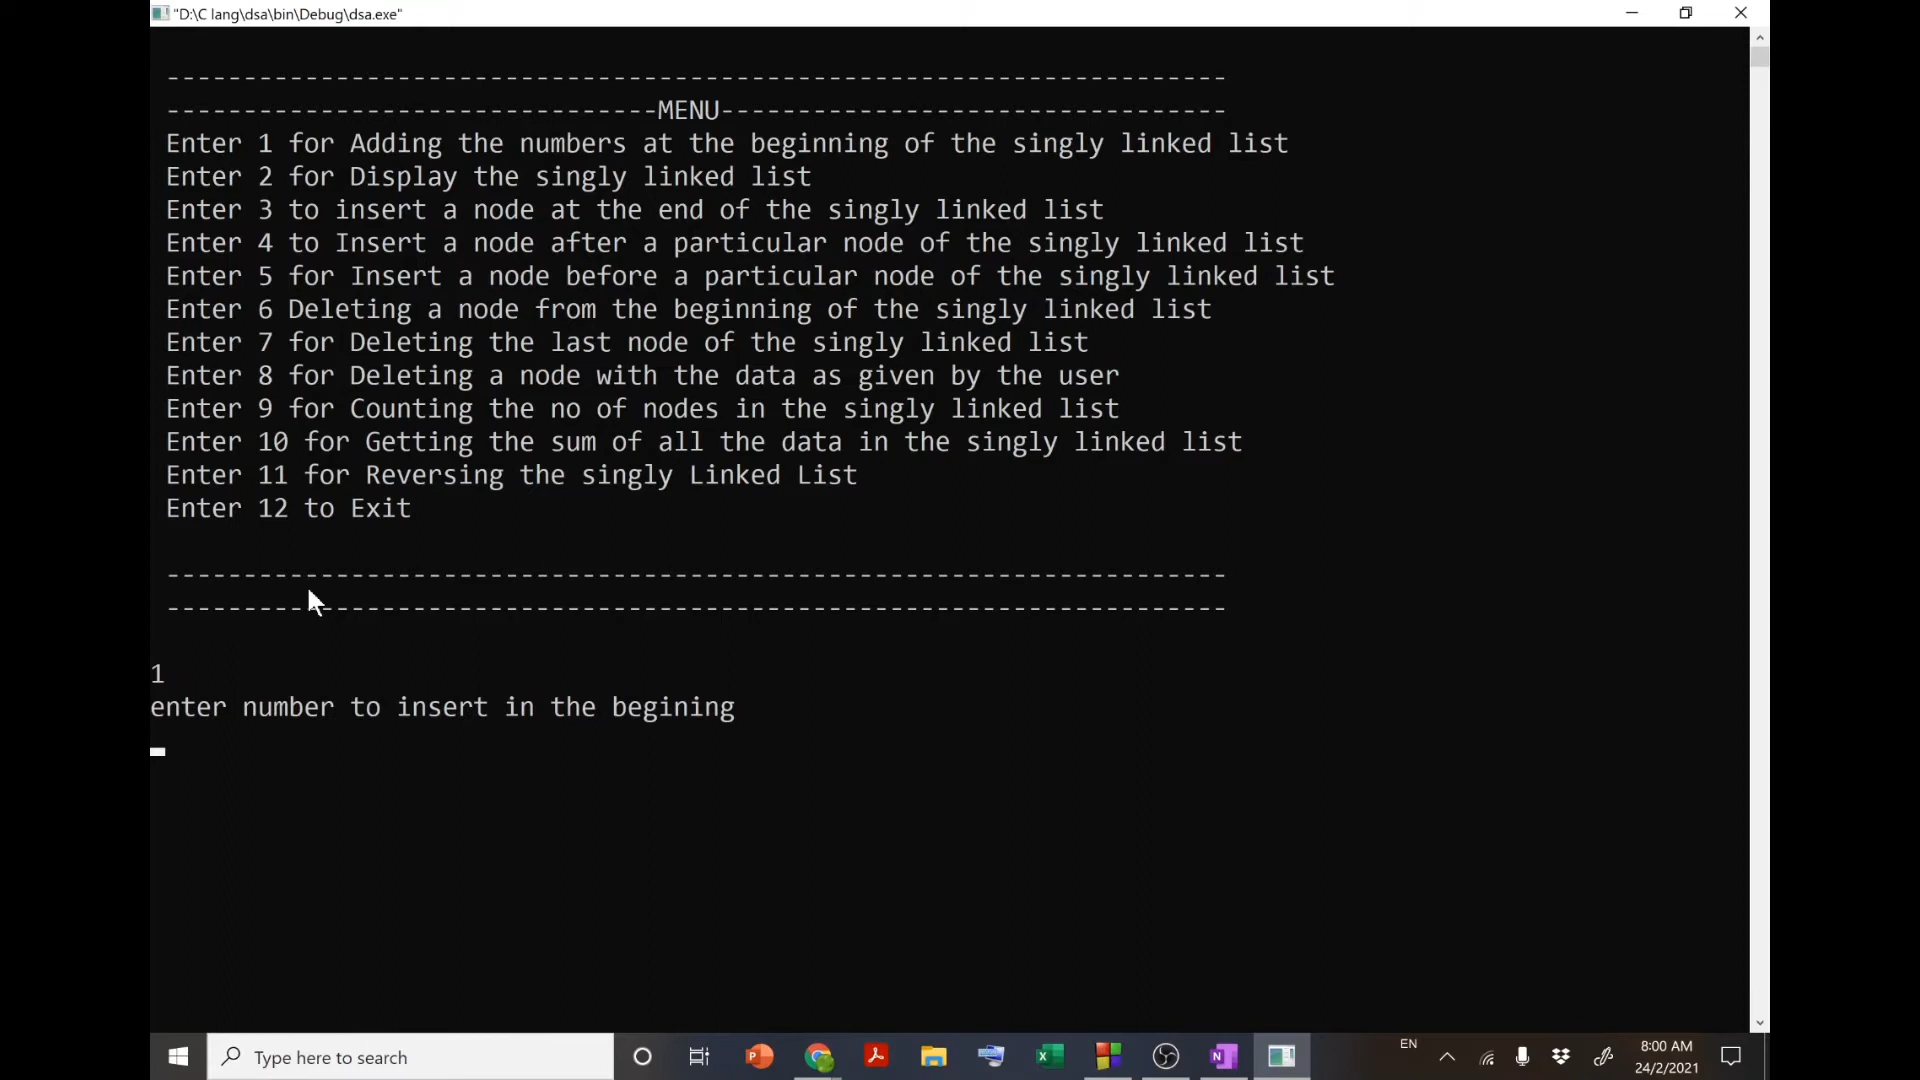 "D:\C lang\dsa\bin\Debug\dsa.exe"
---------------------------------------------------------------------
--------------------------------MENU---------------------------------
Enter 1 for Adding the numbers at the beginning of the singly linked list
Enter 2 for Display the singly linked list
Enter 3 to insert a node at the end of the singly linked list
Enter 4 to Insert a node after a particular node of the singly linked list
Enter 5 for Insert a node before a particular node of the singly linked list
Enter 6 Deleting a node from the beginning of the singly linked list
Enter 7 for Deleting the last node of the singly linked list
Enter 8 for Deleting a node with the data as given by the user
Enter 9 for Counting the no of nodes in the singly linked list
Enter 10 for Getting the sum of all the data in the singly linked list
Enter 11 for Reversing the singly Linked List
Enter 12 to Exit
---------------------------------------------------------------------
---------------------------------------------------------------------
1
enter number to insert in the begining
Type here to search
EN
8:00 AM
24/2/2021